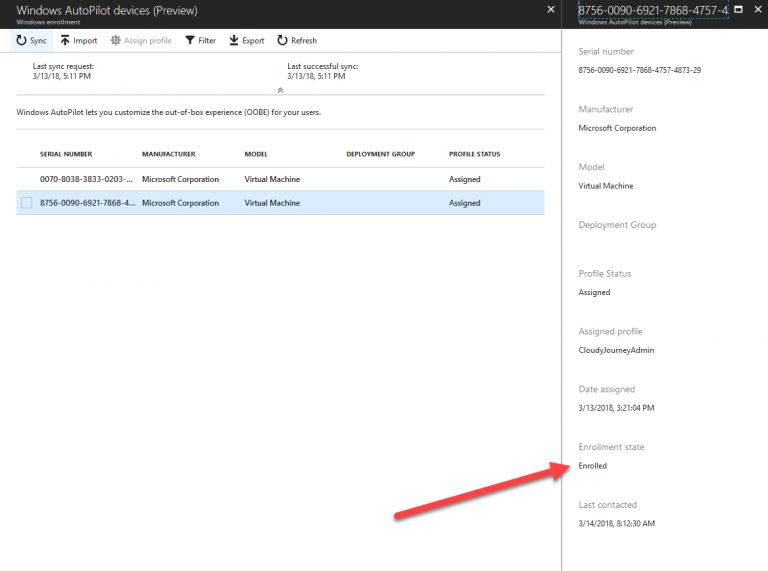 Windows AutoPilot devices (Preview)
Windows enrollment
Sync Import Assign profile Filter Export Refresh
Last sync request:
3/13/18, 5:11 PM
Last successful sync:
3/13/18, 5:11 PM
Windows AutoPilot lets you customize the out-of-box experience (OOBE) for your users.
SERIAL NUMBER MANUFACTURER MODEL DEPLOYMENT GROUP PROFILE STATUS
0070-8038-3833-0203-... Microsoft Corporation Virtual Machine Assigned
8756-0090-6921-7868-4... Microsoft Corporation Virtual Machine Assigned
8756-0090-6921-7868-4757-4
Windows AutoPilot devices (Preview)
Serial number
8756-0090-6921-7868-4757-4873-29
Manufacturer
Microsoft Corporation
Model
Virtual Machine
Deployment Group
Profile Status
Assigned
Assigned profile
CloudyJourneyAdmin
Date assigned
3/13/2018, 3:21:04 PM
Enrollment state
Enrolled
Last contacted
3/14/2018, 8:12:30 AM